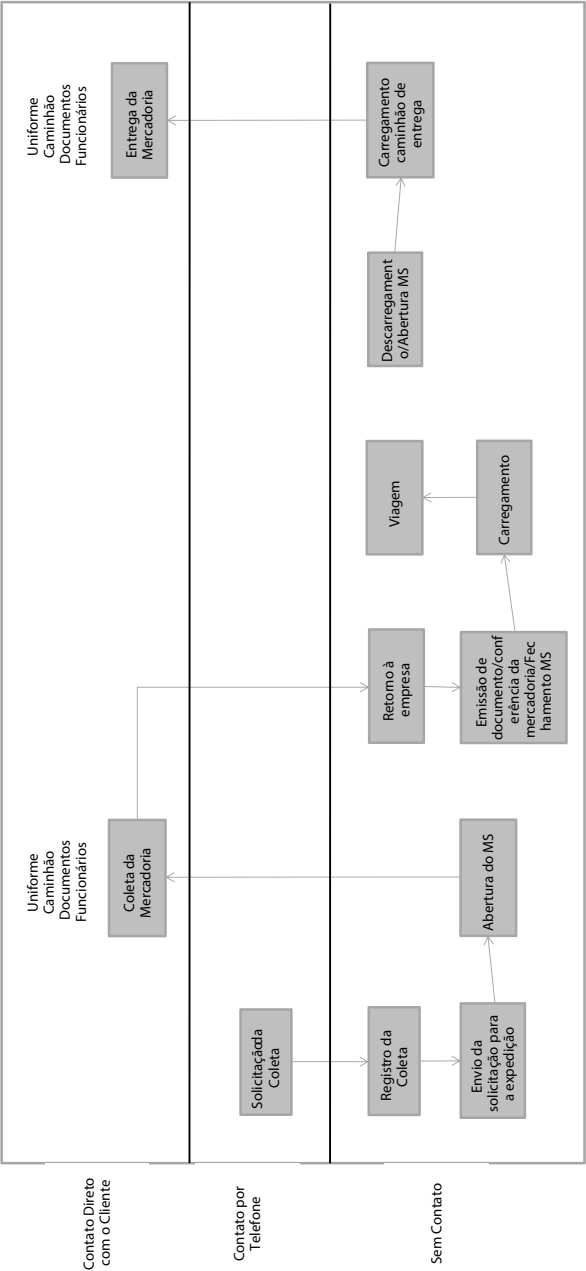 Contato Direto
com o Cliente
Uniforme
Caminhão
Documentos
Funcionários
Coleta da
Mercadoria
Uniforme
Caminhão
Documentos
Funcionários
Entrega da
Mercadoria
Contato por
Telefone
Solicitaçãoda
Coleta
Sem Contato
Registro da
Coleta
Envio da
solicitação para
a expedição
Abertura do MS
Retorno à
empresa
Emissão de
documento/conf
erência da
mercadoria/Fec
hamento MS
Viagem
Carregamento
Descarregament
o/Abertura MS
Carregamento
caminhão de
entrega